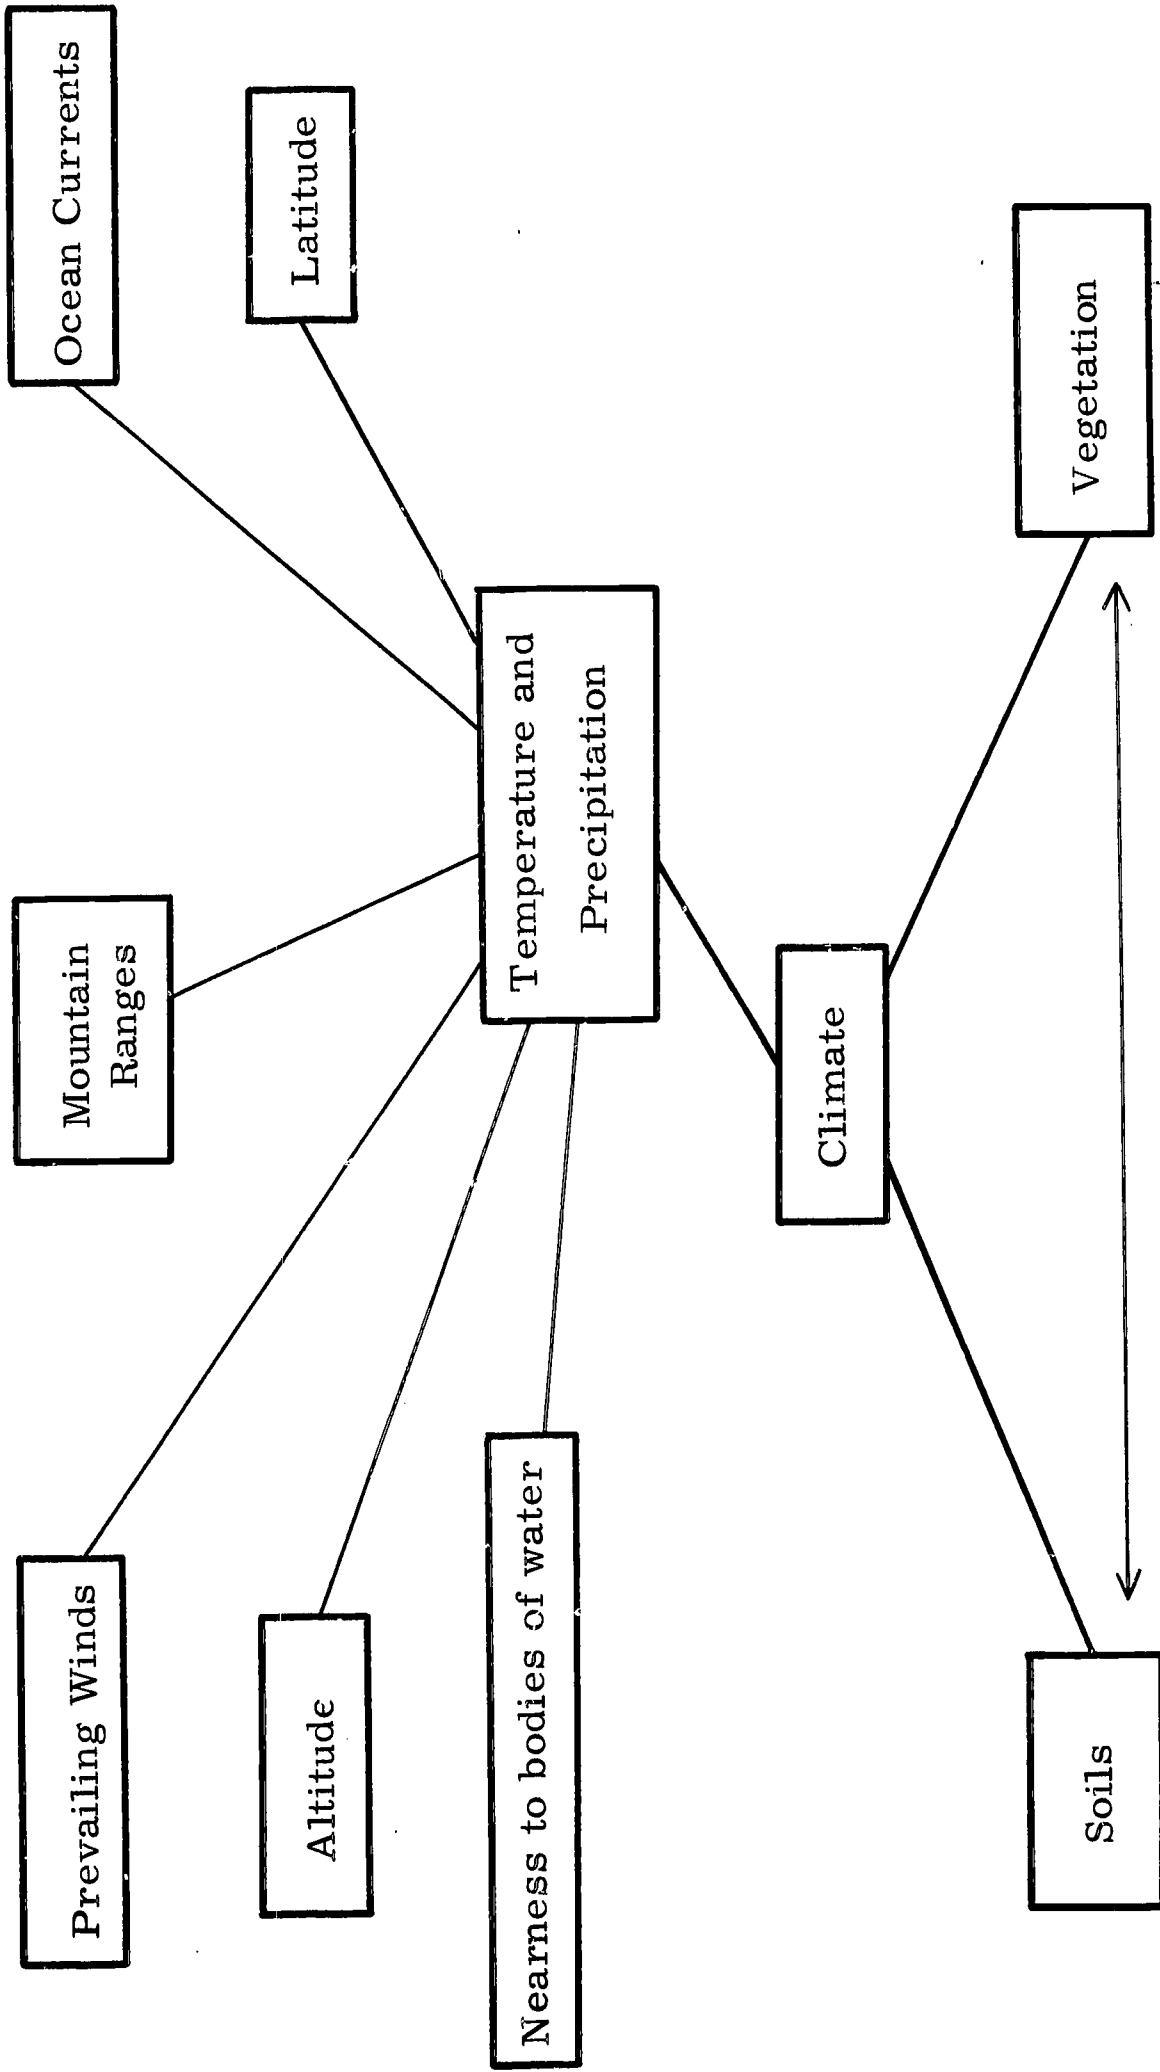 Prevailing Winds
Mountain
Ranges
Ocean Currents
Altitude
Latitude
Nearness to bodies of water
Temperature and
Precipitation
Climate
Soils
Vegetation